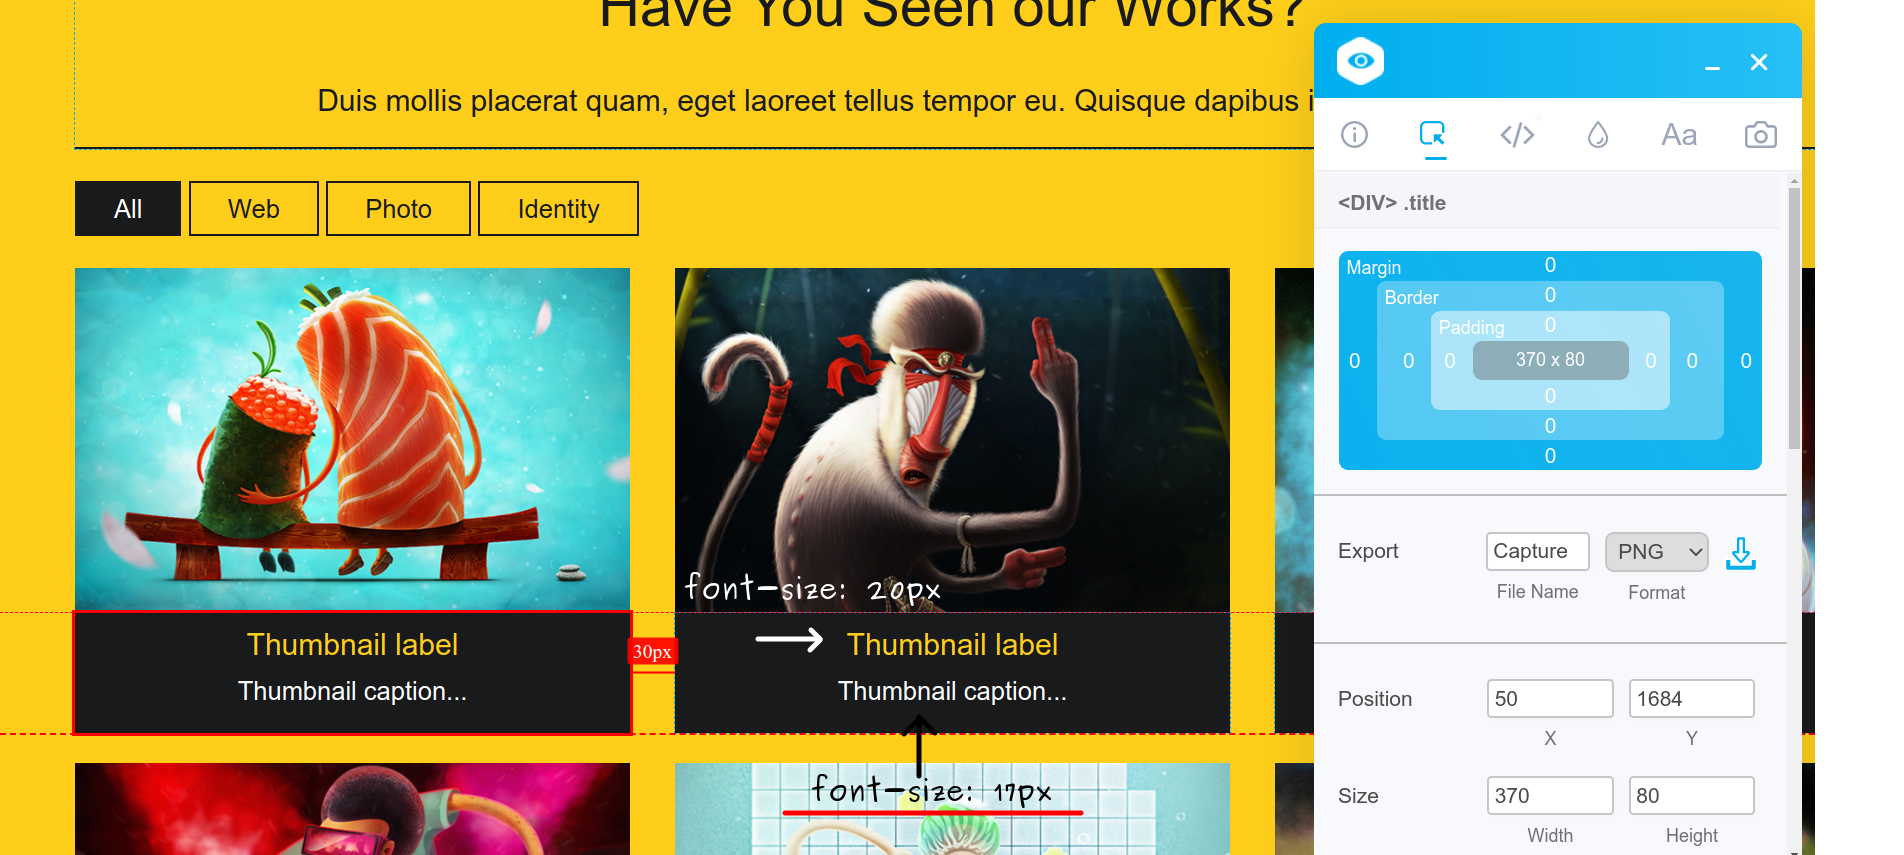 Have You Seen our Works?
Duis mollis placerat quam, eget laoreet tellus tempor eu. Quisque dapibus i
All
Web
Photo
Identity
font-size: 20px
Thumbnail label
Thumbnail caption...
30px
Thumbnail label
Thumbnail caption...
font-size: 17px
Aa
<DIV> .title
Margin
0
Border
0
Padding
0
0
0
0
370 x 80
0
0
0
0
0
0
Export
Capture
PNG
File Name
Format
Position
50
1684
X
Y
Size
370
80
Width
Height